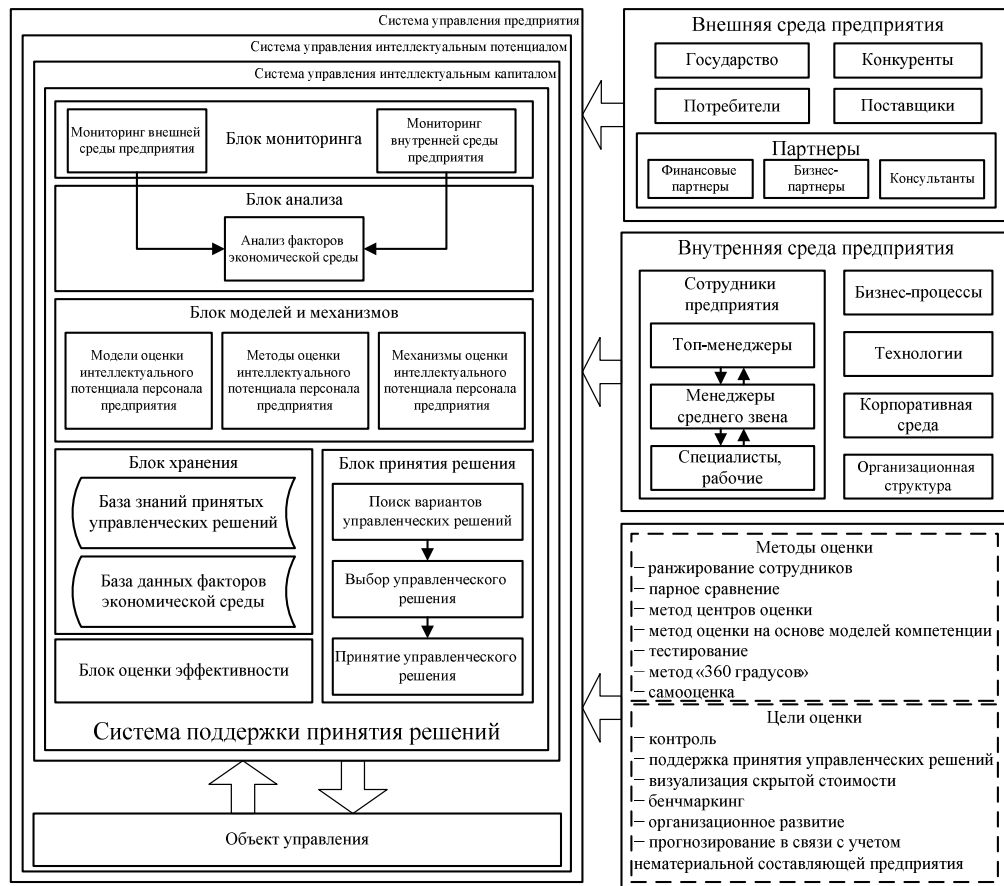 Система управления предприятия
Система управления интеллектуальным потенциалом
Система управления интеллектуальным капиталом
Мониторинг внешней
среды предприятия
Блок мониторинга
Мониторинг
внутренней среды
предприятия
Блок анализа
Анализ факторов
экономической среды
Блок моделей и механизмов
Модели оценки
интеллектуального
потенциала персонала
предприятия
Методы оценки
интеллектуального
потенциала персонала
предприятия
Механизмы оценки
интеллектуального
потенциала персонала
предприятия
Блок хранения
База знаний принятых
управленческих решений
База данных факторов
экономической среды
Блок оценки эффективности
Блок принятия решения
Поиск вариантов
управленческих решений
Выбор управленческого
решения
Принятие управленческого
решения
Система поддержки принятия решений
Объект управления
Внешняя среда предприятия
Государство
Конкуренты
Потребители
Поставщики
Партнеры
Финансовые
партнеры
Бизнес-
партнеры
Консультанты
Внутренняя среда предприятия
Сотрудники
предприятия
Топ-менеджеры
Менеджеры
среднего звена
Специалисты,
рабочие
Бизнес-процессы
Технологии
Корпоративная
среда
Организационная
структура
Методы оценки
– ранжирование сотрудников
– парное сравнение
– метод центров оценки
– метод оценки на основе моделей компетенции
– тестирование
– метод «360 градусов»
– самооценка
Цели оценки
– контроль
– поддержка принятия управленческих решений
– визуализация скрытой стоимости
– бенчмаркинг
– организационное развитие
– прогнозирование в связи с учетом
нематериальной составляющей предприятия